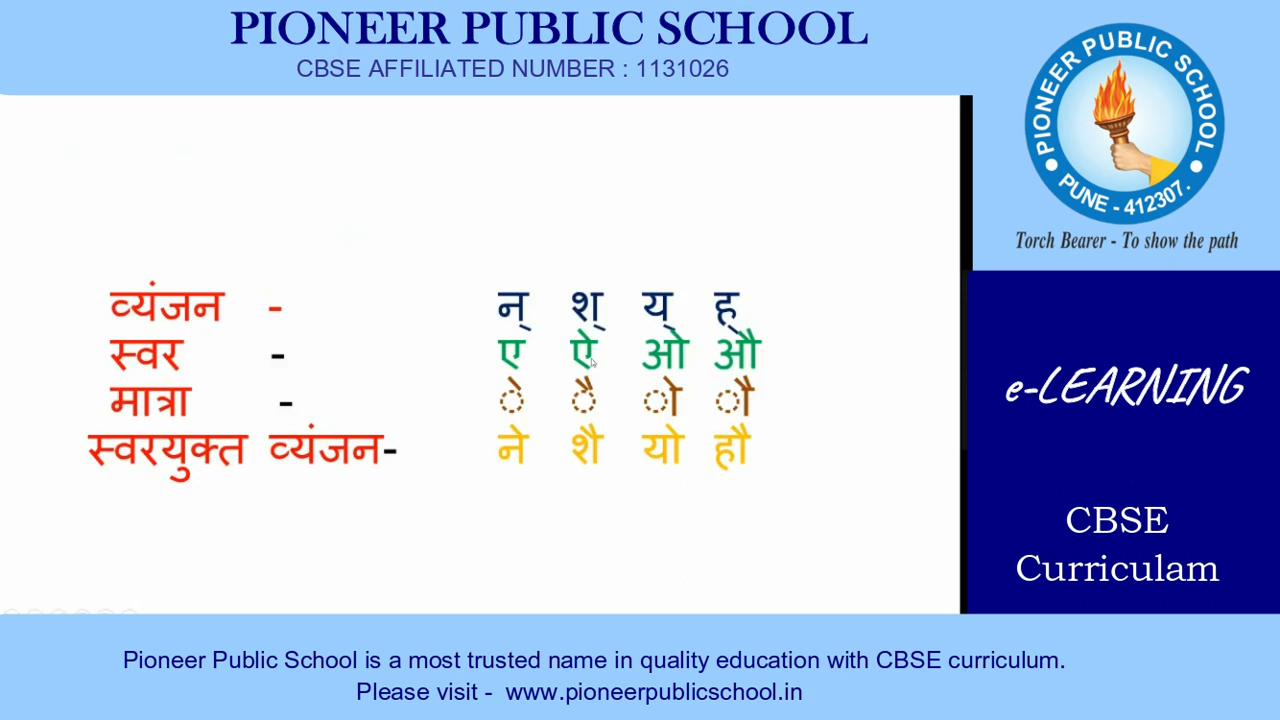 PIONEER PUBLIC SCHOOL
CBSE AFFILIATED NUMBER : 1131026
PIONEER PUBLIC SCHOOL
PUNE - 412307.
Torch Bearer - To show the path
व्यंजन - न् श् य् ह्
स्वर - ए ऐ ओ औ
मात्रा - े ै ो ौ
स्वरयुक्त व्यंजन- ने शै यो हौ
e-LEARNING
CBSE
Curriculam
Pioneer Public School is a most trusted name in quality education with CBSE curriculum.
Please visit - www.pioneerpublicschool.in